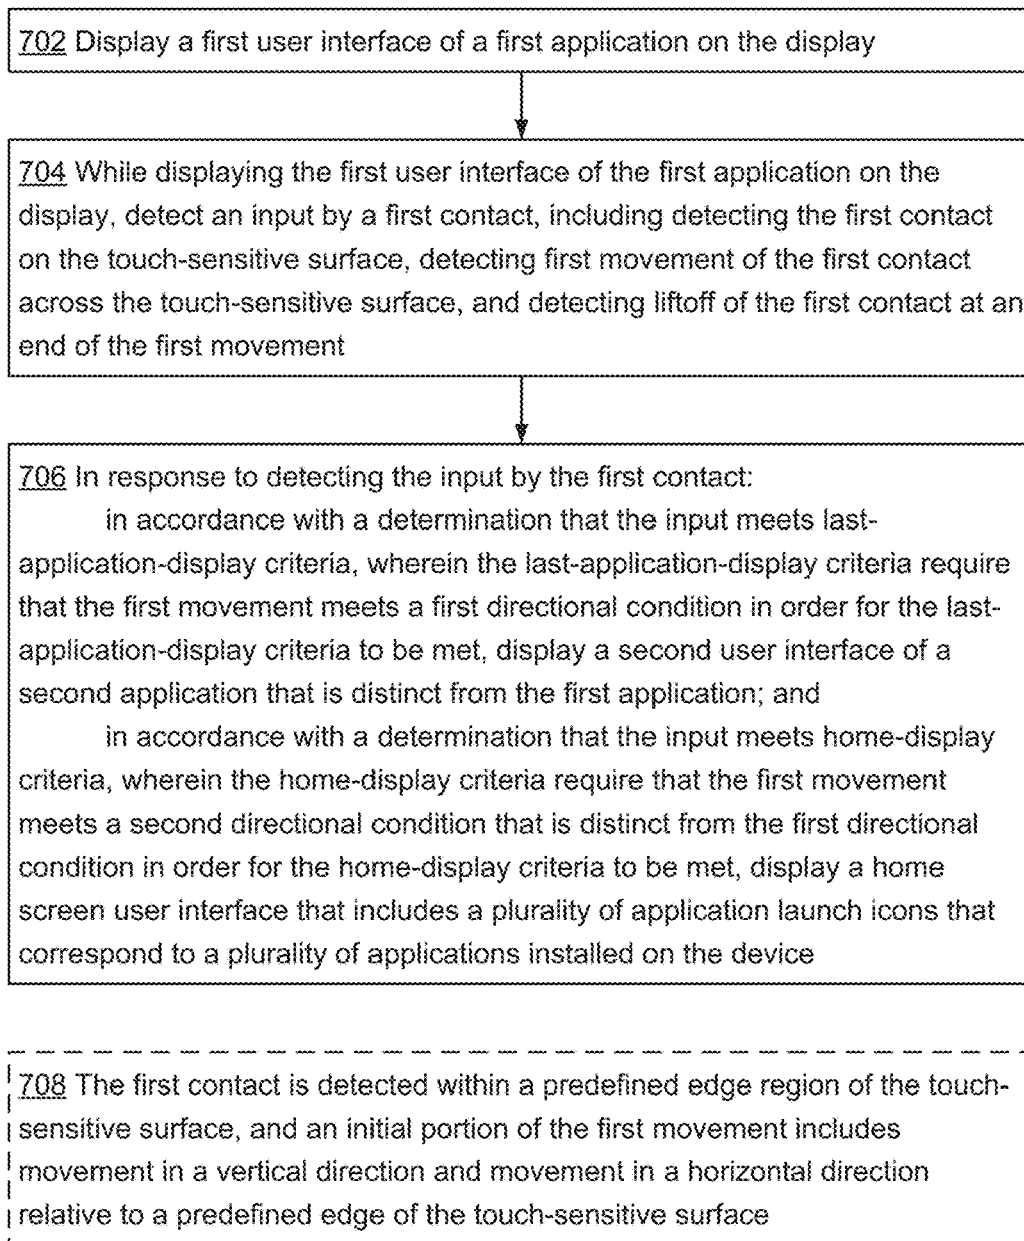 702 Display a first user interface of a first application on the display
704 While displaying the first user interface of the first application on the
display, detect an input by a first contact, including detecting the first contact
on the touch-sensitive surface, detecting first movement of the first contact
across the touch-sensitive surface, and detecting liftoff of the first contact at an
end of the first movement
706 In response to detecting the input by the first contact:
in accordance with a determination that the input meets last-
application-display criteria, wherein the last-application-display criteria require
that the first movement meets a first directional condition in order for the last-
application-display criteria to be met, display a second user interface of a
second application that is distinct from the first application; and
in accordance with a determination that the input meets home-display
criteria, wherein the home-display criteria require that the first movement
meets a second directional condition that is distinct from the first directional
condition in order for the home-display criteria to be met, display a home
screen user interface that includes a plurality of application launch icons that
correspond to a plurality of applications installed on the device
708 The first contact is detected within a predefined edge region of the touch-
sensitive surface, and an initial portion of the first movement includes
movement in a vertical direction and movement in a horizontal direction
relative to a predefined edge of the touch-sensitive surface